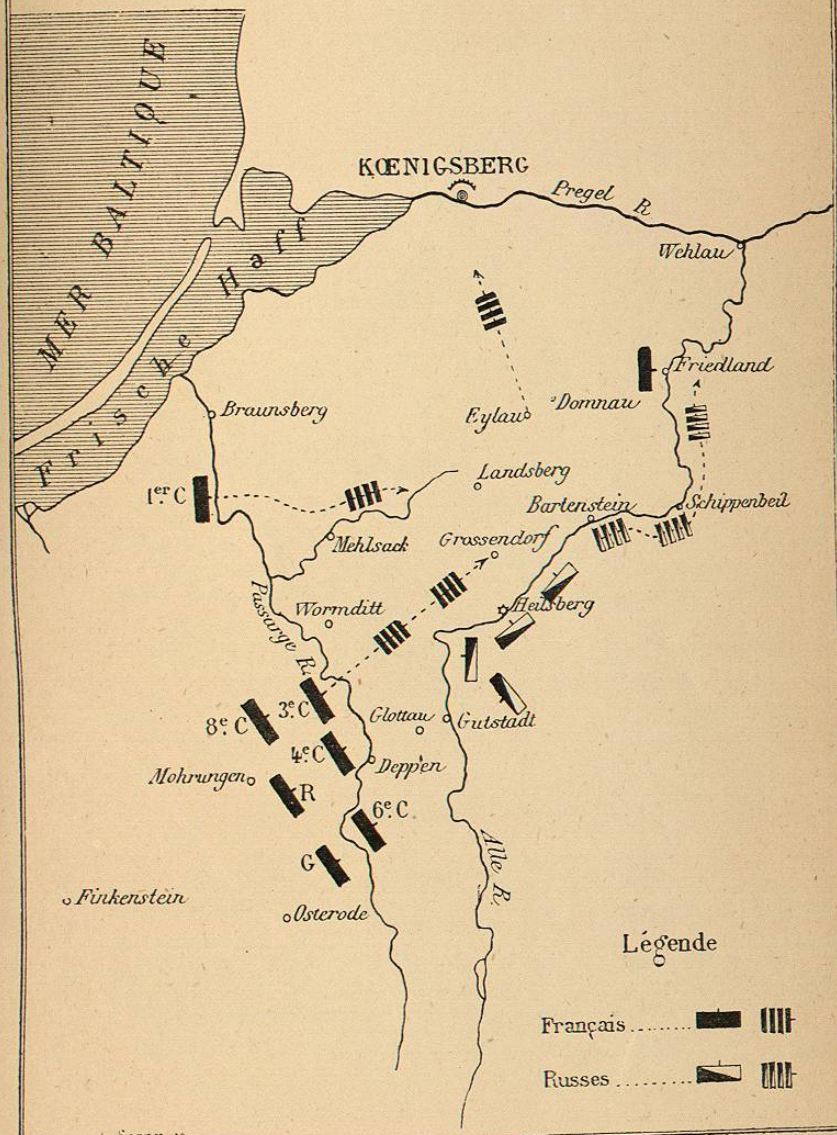 MER BALTIQUE
Frische Haff
KŒNIGSBERG
Pregel R
Wehlau
Friedland
Domnau
Eylau
Braunsberg
1er. C
Landsberg
Bartenstein
Schippenbeil
Mehlsack
Grossendorf
Heilsberg
Passarge R.
Wormditt
3e. C
8e. C
Glottau
Gutstadt
4e. C
Deppen
Mohrungen
R
6e. C
G
Alle R.
Finkenstein
Osterode
Légende
Français........
Russes.........